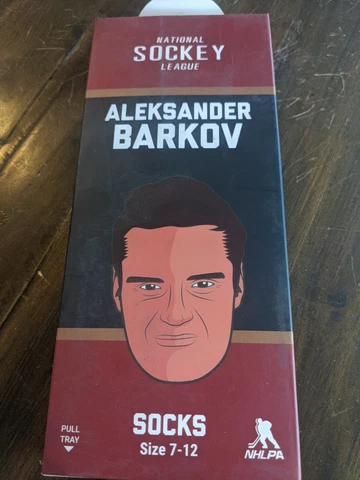 NATIONAL
SOCKEY
LEAGUE
ALEKSANDER
BARKOV
SOCKS
Size 7-12
PULL
TRAY
NHLPA